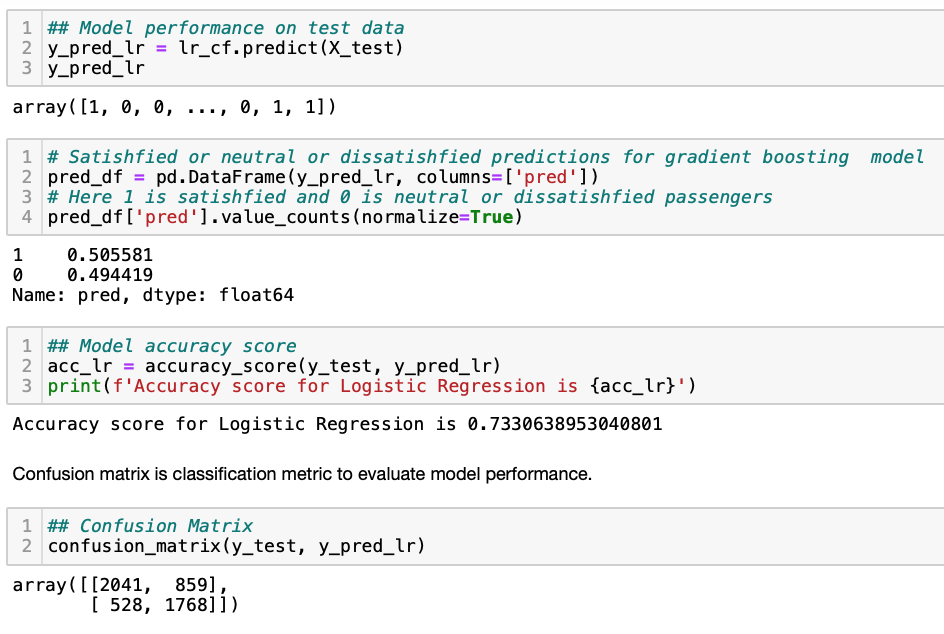 1 ## Model performance on test data
2 y_pred_lr = lr_cf.predict(X_test)
3 y_pred_lr
array([1, 0, 0, ..., 0, 1, 1])
1 # Satishfied or neutral or dissatishfied predictions for gradient boosting  model
2 pred_df = pd.DataFrame(y_pred_lr, columns=['pred'])
3 # Here 1 is satishfied and 0 is neutral or dissatishfied passengers
4 pred_df['pred'].value_counts(normalize=True)
1    0.505581
0    0.494419
Name: pred, dtype: float64
1 ## Model accuracy score
2 acc_lr = accuracy_score(y_test, y_pred_lr)
3 print(f'Accuracy score for Logistic Regression is {acc_lr}')
Accuracy score for Logistic Regression is 0.7330638953040801
Confusion matrix is classification metric to evaluate model performance.
1 ## Confusion Matrix
2 confusion_matrix(y_test, y_pred_lr)
array([[2041,  859],
       [ 528, 1768]])